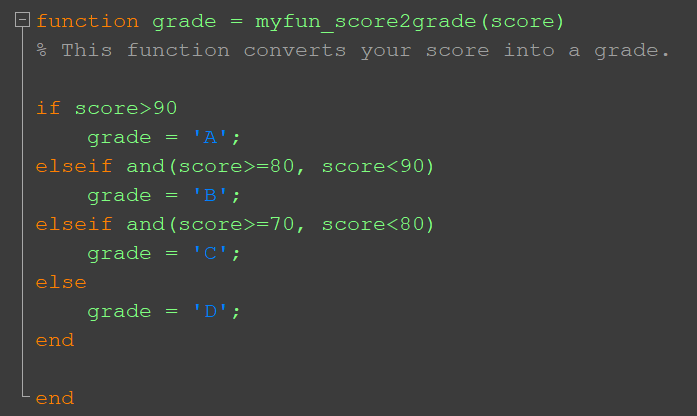 function grade = myfun_score2grade(score)
% This function converts your score into a grade.
if score>90
    grade = 'A';
elseif and(score>=80, score<90)
    grade = 'B';
elseif and(score>=70, score<80)
    grade = 'C';
else
    grade = 'D';
end
end